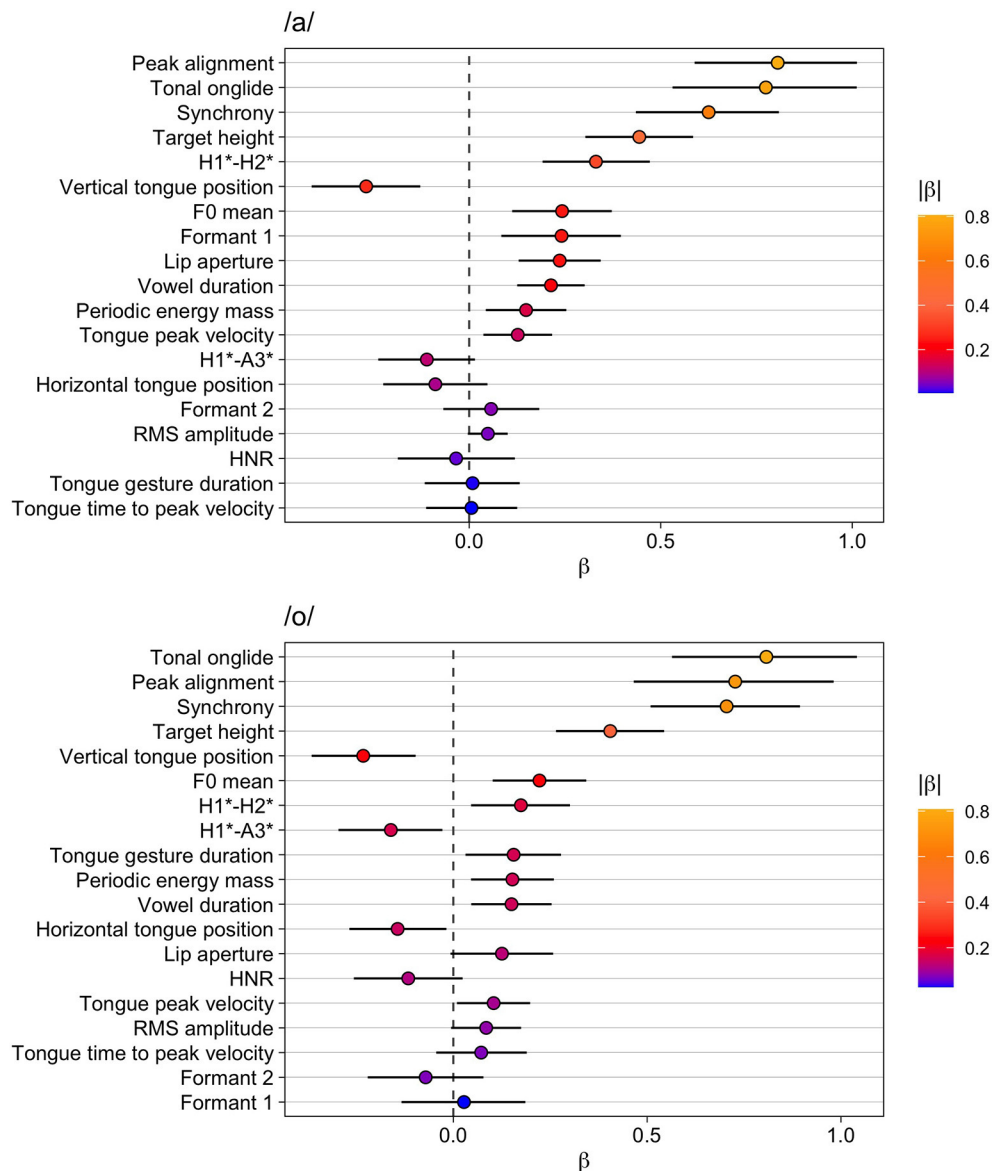 /a/
Peak alignment
Tonal onglide
Synchrony
Target height
H1*-H2*
Vertical tongue position
F0 mean
Formant 1
Lip aperture
Vowel duration
Periodic energy mass
Tongue peak velocity
H1*-A3*
Horizontal tongue position
Formant 2
RMS amplitude
HNR
Tongue gesture duration
Tongue time to peak velocity
0.0 0.5 1.0
β
|β|
0.8
0.6
0.4
0.2
/o/
Tonal onglide
Peak alignment
Synchrony
Target height
Vertical tongue position
F0 mean
H1*-H2*
H1*-A3*
Tongue gesture duration
Periodic energy mass
Vowel duration
Horizontal tongue position
Lip aperture
HNR
Tongue peak velocity
RMS amplitude
Tongue time to peak velocity
Formant 2
Formant 1
0.0 0.5 1.0
β
|β|
0.8
0.6
0.4
0.2